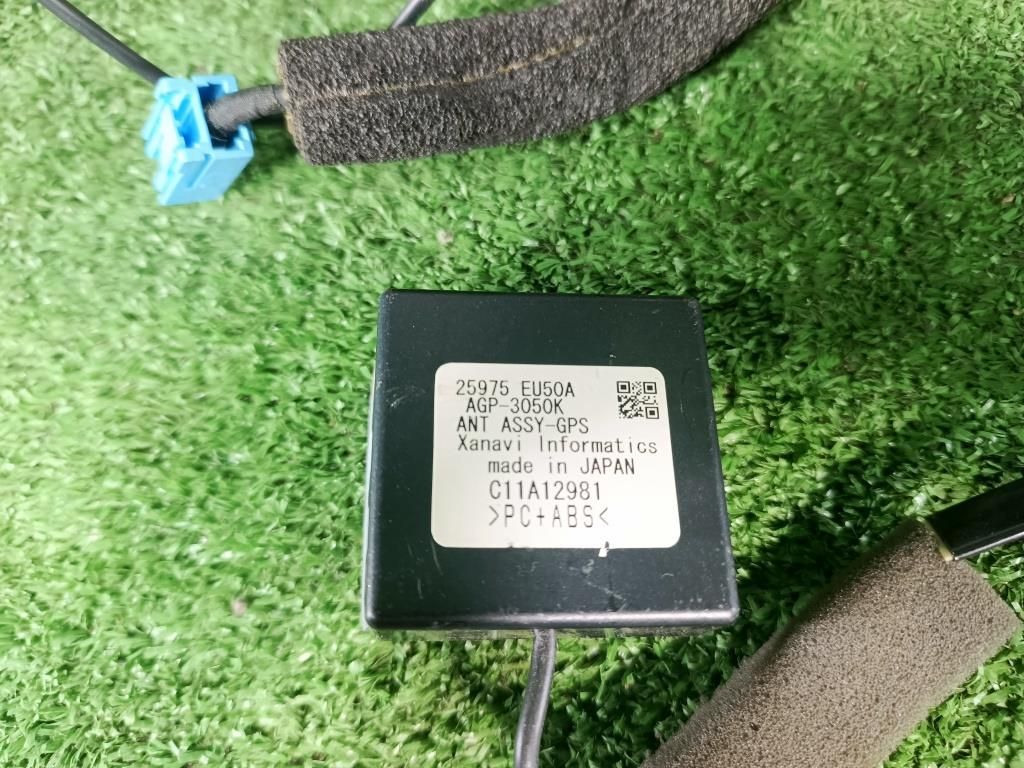 25975 EU50A
AGP-3050K
ANT ASSY-GPS
Xanavi Informatics
made in JAPAN
C11A12981
>PC+ABS<